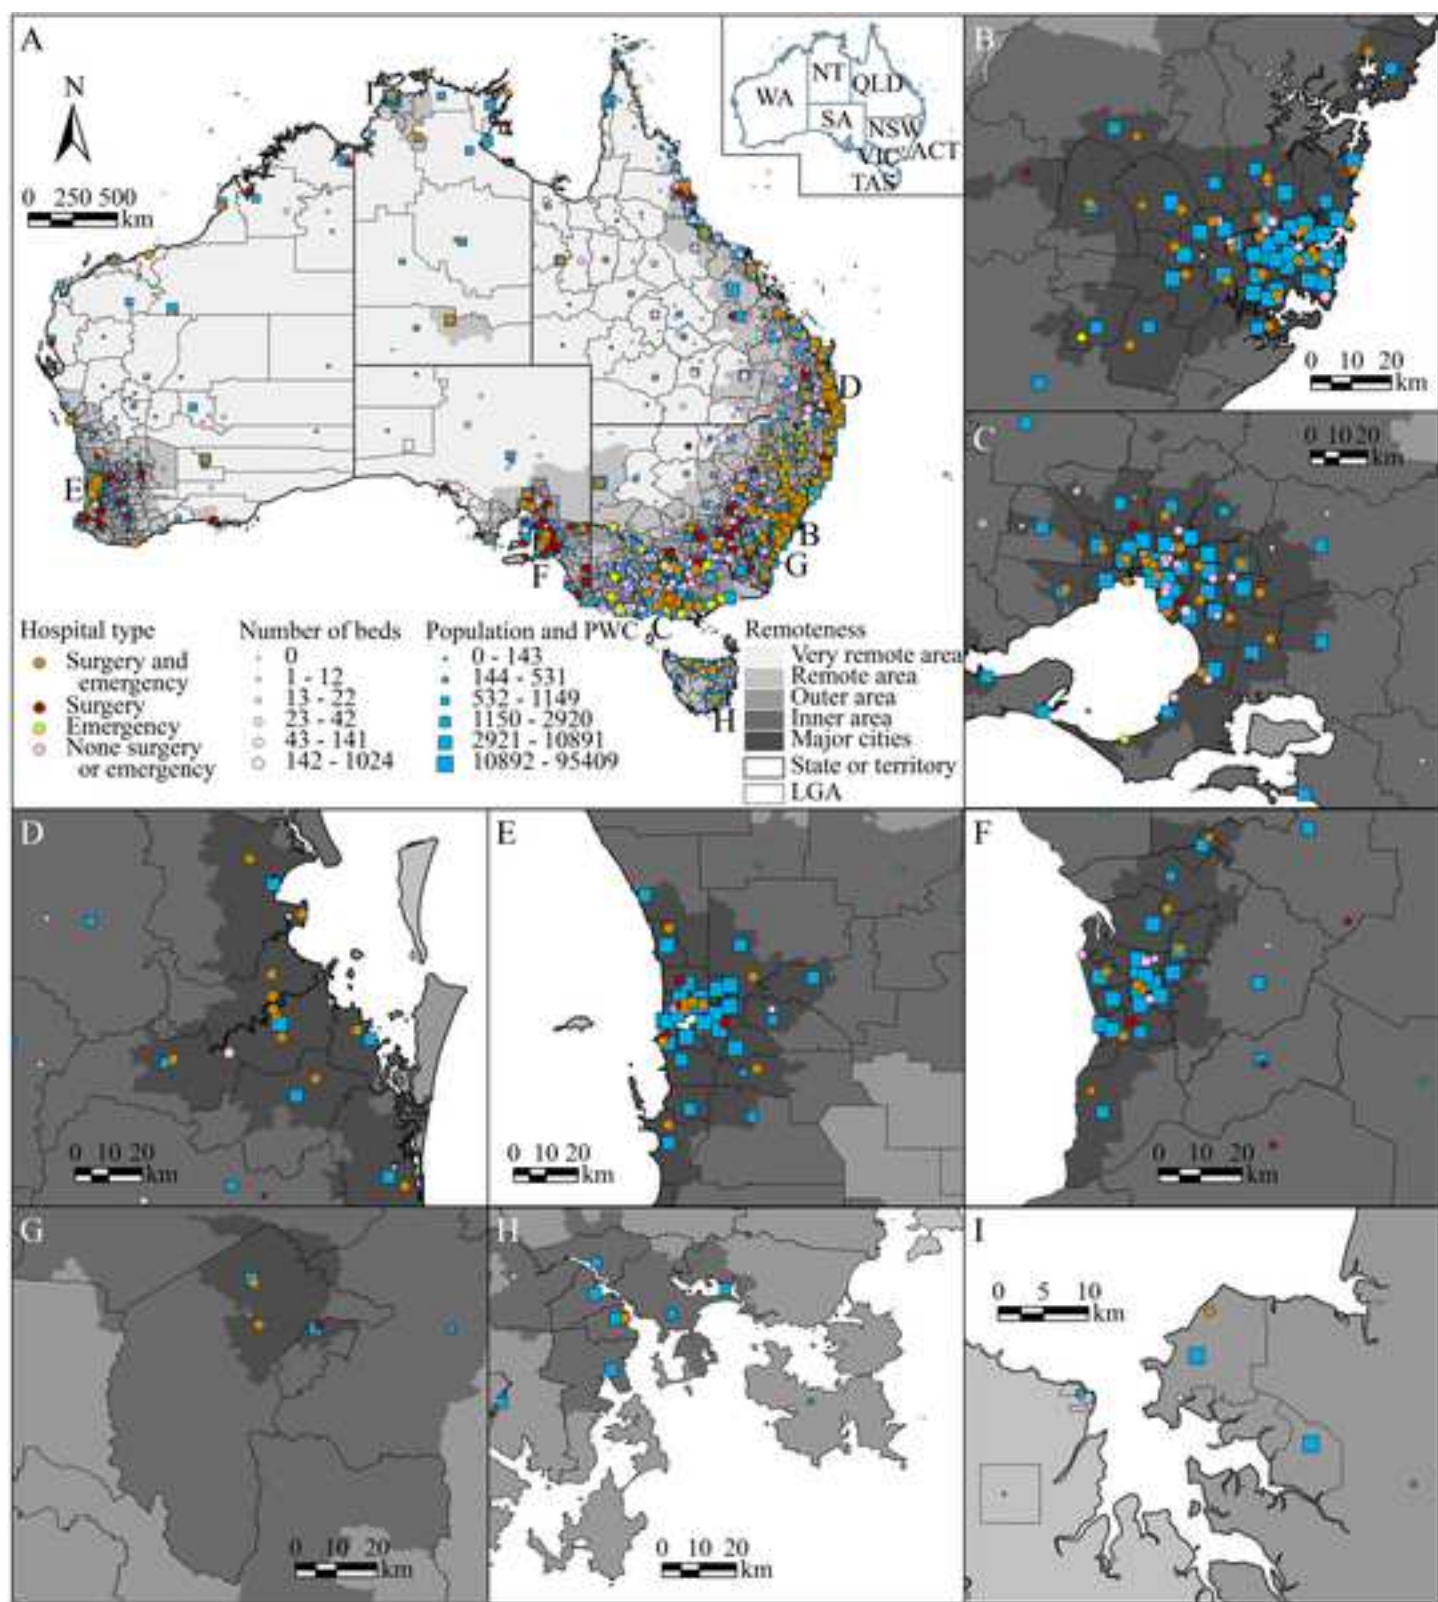 A
N
0 250 500
km
WA
NT
QLD
SA
NSW
VIC
ACT
TAS
I
D
E
B
G
F
C
H
Hospital type
Surgery and
emergency
Surgery
Emergency
None surgery
or emergency
Number of beds
0
1 - 12
13 - 22
23 - 42
43 - 141
142 - 1024
Population and PWC
0 - 143
144 - 531
532 - 1149
1150 - 2920
2921 - 10891
10892 - 95409
Remoteness
Very remote area
Remote area
Outer area
Inner area
Major cities
State or territory
LGA
B
0 10 20
km
C
0 10 20
km
D
0 10 20
km
E
0 10 20
km
F
0 10 20
km
G
0 10 20
km
H
0 10 20
km
I
0 5 10
km